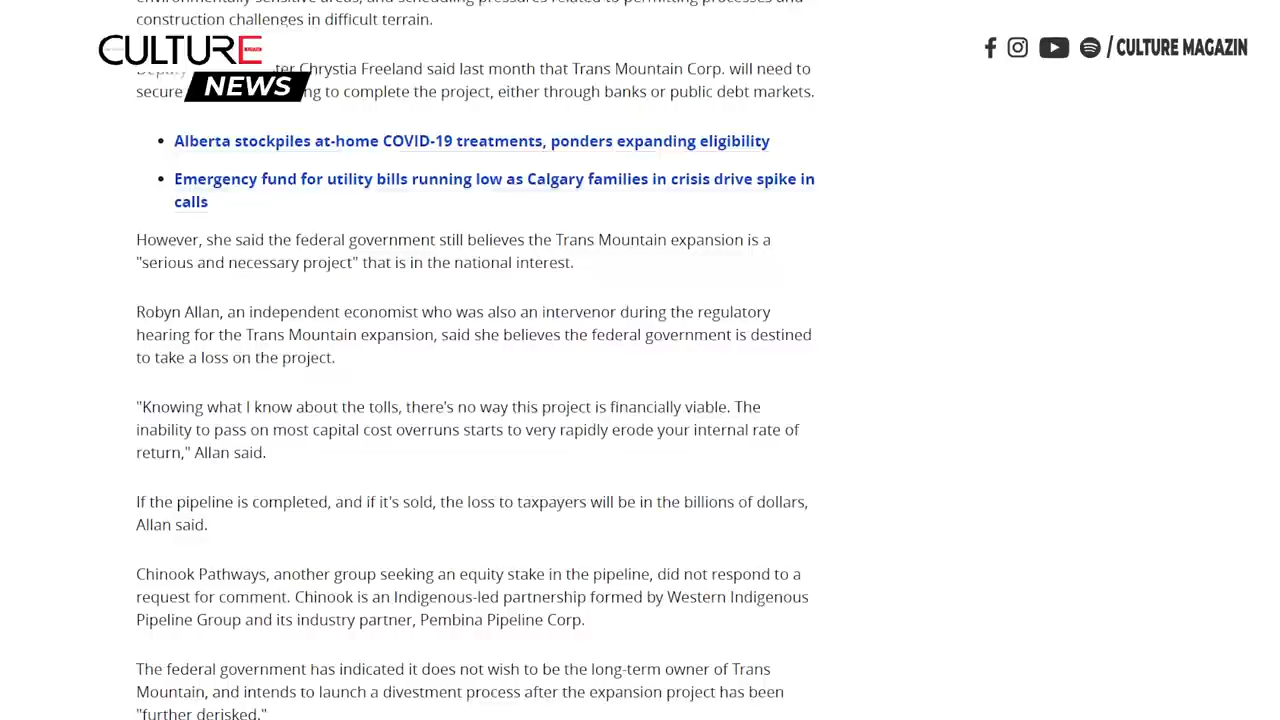 environmentally sensitive areas, and scheduling pressures related to permitting processes and
construction challenges in difficult terrain.
CULTURE
NEWS
/ CULTURE MAGAZIN
Deputy ter Chrystia Freeland said last month that Trans Mountain Corp. will need to
secure ng to complete the project, either through banks or public debt markets.
• Alberta stockpiles at-home COVID-19 treatments, ponders expanding eligibility
• Emergency fund for utility bills running low as Calgary families in crisis drive spike in
calls
However, she said the federal government still believes the Trans Mountain expansion is a
"serious and necessary project" that is in the national interest.
Robyn Allan, an independent economist who was also an intervenor during the regulatory
hearing for the Trans Mountain expansion, said she believes the federal government is destined
to take a loss on the project.
"Knowing what I know about the tolls, there's no way this project is financially viable. The
inability to pass on most capital cost overruns starts to very rapidly erode your internal rate of
return," Allan said.
If the pipeline is completed, and if it's sold, the loss to taxpayers will be in the billions of dollars,
Allan said.
Chinook Pathways, another group seeking an equity stake in the pipeline, did not respond to a
request for comment. Chinook is an Indigenous-led partnership formed by Western Indigenous
Pipeline Group and its industry partner, Pembina Pipeline Corp.
The federal government has indicated it does not wish to be the long-term owner of Trans
Mountain, and intends to launch a divestment process after the expansion project has been
"further derisked."